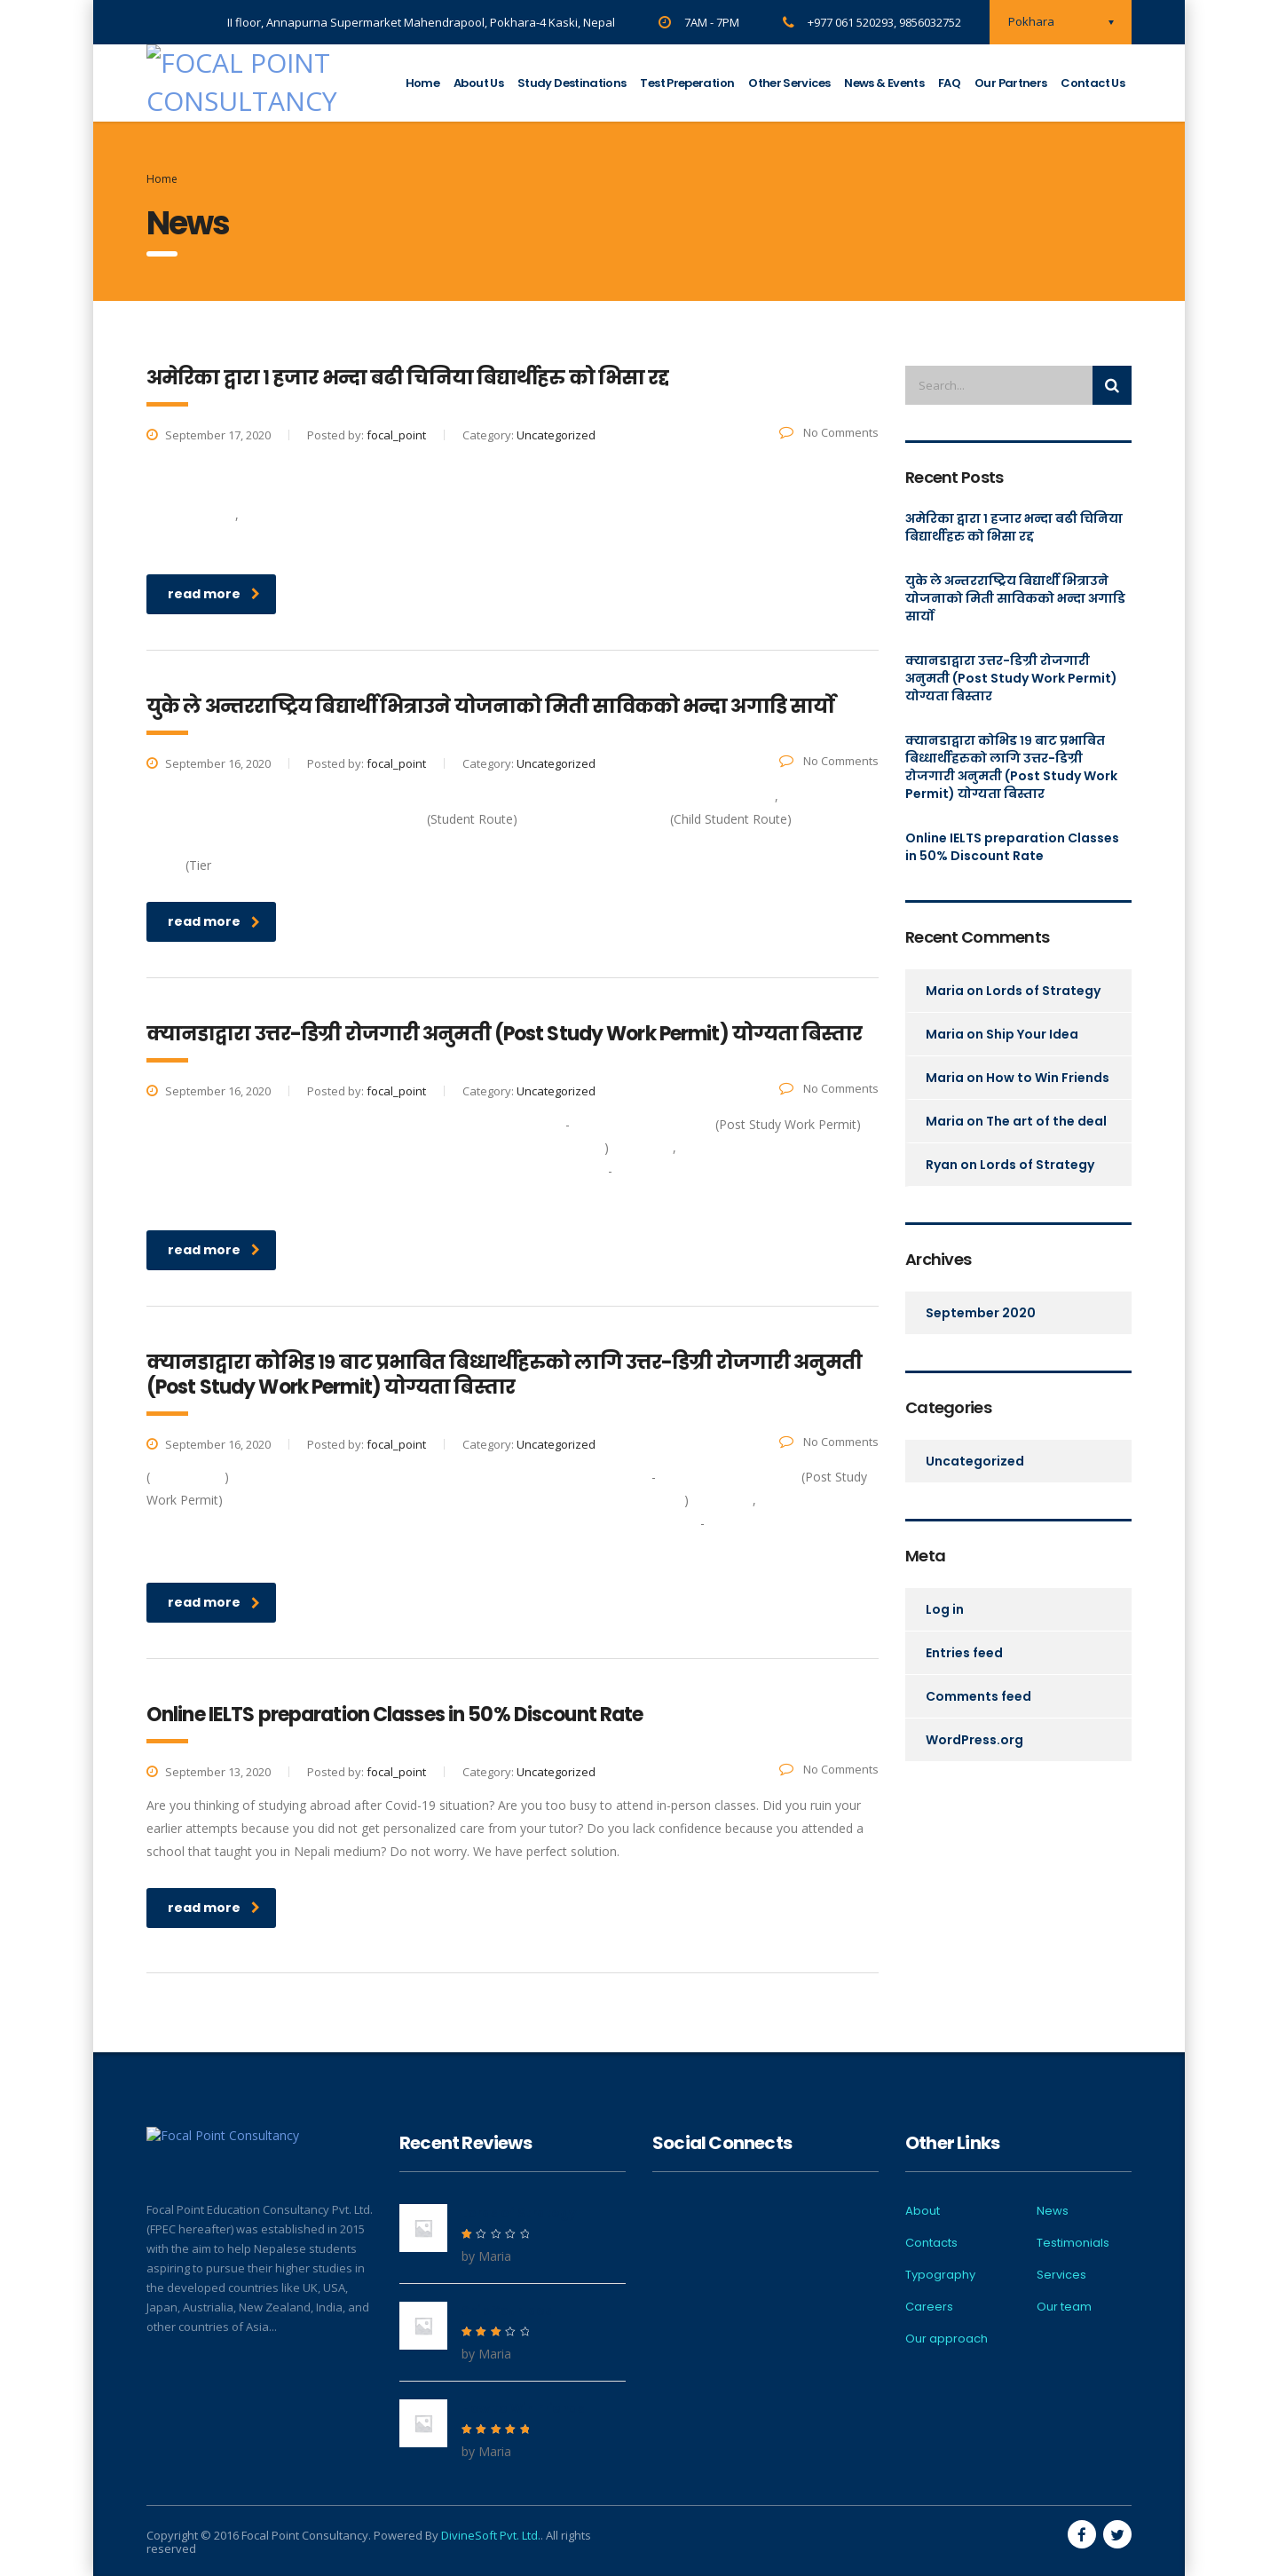 II floor, Annapurna Supermarket Mahendrapool, Pokhara-4 Kaski, Nepal
7AM - 7PM
+977 061 520293, 9856032752
Pokhara
FOCAL POINT
CONSULTANCY
Home About Us Study Destinations Test Preperation Other Services News & Events FAQ Our Partners Contact Us
Home
News
अमेरिका द्वारा १ हजार भन्दा बढी चिनिया बिद्यार्थीहरु को भिसा रद्द
September 17, 2020 Posted by: focal_point Category: Uncategorized No Comments
,
read more
युके ले अन्तरराष्ट्रिय बिद्यार्थी भित्राउने योजनाको मिती साविकको भन्दा अगाडि सार्यो
September 16, 2020 Posted by: focal_point Category: Uncategorized No Comments
,
(Student Route) (Child Student Route)
(Tier
read more
क्यानडाद्वारा उत्तर-डिग्री रोजगारी अनुमती (Post Study Work Permit) योग्यता बिस्तार
September 16, 2020 Posted by: focal_point Category: Uncategorized No Comments
- (Post Study Work Permit)
) ,
-
read more
क्यानडाद्वारा कोभिड १९ बाट प्रभाबित बिध्धार्थीहरुको लागि उत्तर-डिग्री रोजगारी अनुमती
(Post Study Work Permit) योग्यता बिस्तार
September 16, 2020 Posted by: focal_point Category: Uncategorized No Comments
( ) - (Post Study
Work Permit) ) ,
-
read more
Online IELTS preparation Classes in 50% Discount Rate
September 13, 2020 Posted by: focal_point Category: Uncategorized No Comments
Are you thinking of studying abroad after Covid-19 situation? Are you too busy to attend in-person classes. Did you ruin your
earlier attempts because you did not get personalized care from your tutor? Do you lack confidence because you attended a
school that taught you in Nepali medium? Do not worry. We have perfect solution.
read more
Search...
Recent Posts
अमेरिका द्वारा १ हजार भन्दा बढी चिनिया
बिद्यार्थीहरु को भिसा रद्द
युके ले अन्तरराष्ट्रिय बिद्यार्थी भित्राउने
योजनाको मिती साविकको भन्दा अगाडि
सार्यो
क्यानडाद्वारा उत्तर-डिग्री रोजगारी
अनुमती (Post Study Work Permit)
योग्यता बिस्तार
क्यानडाद्वारा कोभिड १९ बाट प्रभाबित
बिध्धार्थीहरुको लागि उत्तर-डिग्री
रोजगारी अनुमती (Post Study Work
Permit) योग्यता बिस्तार
Online IELTS preparation Classes
in 50% Discount Rate
Recent Comments
Maria on Lords of Strategy
Maria on Ship Your Idea
Maria on How to Win Friends
Maria on The art of the deal
Ryan on Lords of Strategy
Archives
September 2020
Categories
Uncategorized
Meta
Log in
Entries feed
Comments feed
WordPress.org
Focal Point Consultancy
Focal Point Education Consultancy Pvt. Ltd.
(FPEC hereafter) was established in 2015
with the aim to help Nepalese students
aspiring to pursue their higher studies in
the developed countries like UK, USA,
Japan, Austrialia, New Zealand, India, and
other countries of Asia...
Recent Reviews
by Maria
by Maria
by Maria
Social Connects
Other Links
About News
Contacts Testimonials
Typography Services
Careers Our team
Our approach
Copyright © 2016 Focal Point Consultancy. Powered By DivineSoft Pvt. Ltd.. All rights
reserved